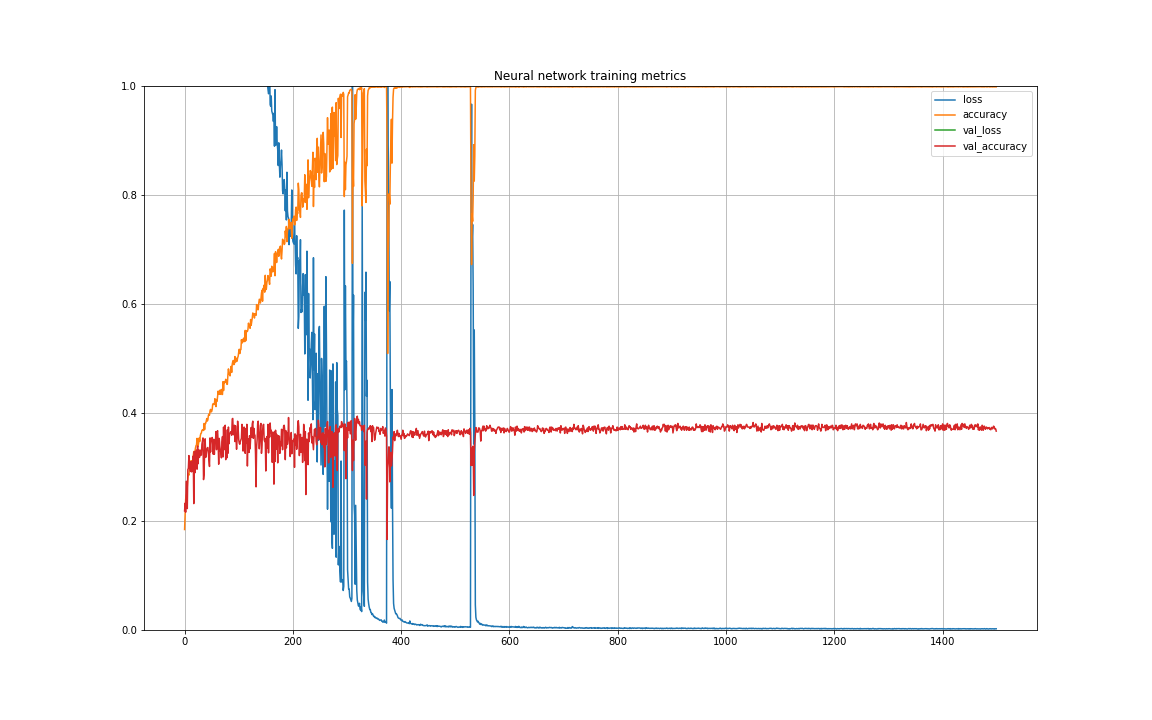 Neural network training metrics
1.0
0.8
0.6
0.4
0.2
0.0
loss
accuracy
val_loss
val_accuracy
0 200 400 600 800 1000 1200 1400